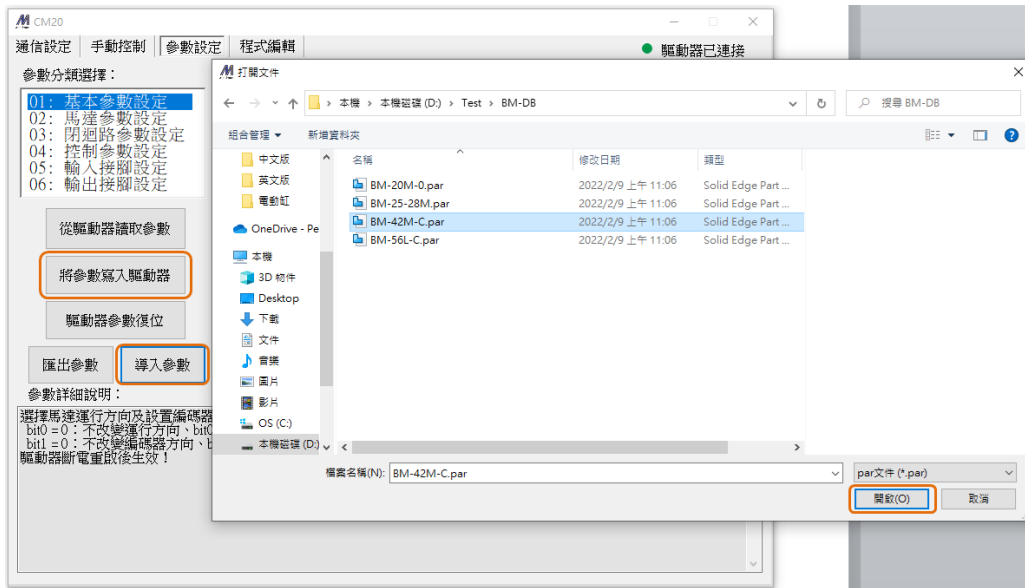 CM20
通信設定 手動控制 參數設定 程式編輯
驅動器已連接
參數分類選擇：
01: 基本參數設定
02: 馬達參數設定
03: 閉迴路參數設定
04: 控制參數設定
05: 輸入接腳設定
06: 輸出接腳設定
從驅動器讀取參數
將參數寫入驅動器
驅動器參數復位
匯出參數 導入參數
參數詳細說明：
選擇馬達運行方向及設置編碼器
bit0 = 0：不改變運行方向、bit0
bit1 = 0：不改變編碼器方向、b
驅動器斷電重啟後生效！
打開文件
本機 › 本機磁碟 (D:) › Test › BM-DB
搜尋 BM-DB
組合管理 新增資料夾
中文版
英文版
電動缸
OneDrive - Pe
本機
3D 物件
Desktop
下載
文件
音樂
圖片
影片
OS (C:)
本機磁碟 (D:)
名稱 修改日期 類型
BM-20M-0.par 2022/2/9 上午 11:06 Solid Edge Part ...
BM-25-28M.par 2022/2/9 上午 11:06 Solid Edge Part ...
BM-42M-C.par 2022/2/9 上午 11:06 Solid Edge Part ...
BM-56L-C.par 2022/2/9 上午 11:06 Solid Edge Part ...
檔案名稱(N): BM-42M-C.par
par文件 (*.par)
開啟(O) 取消